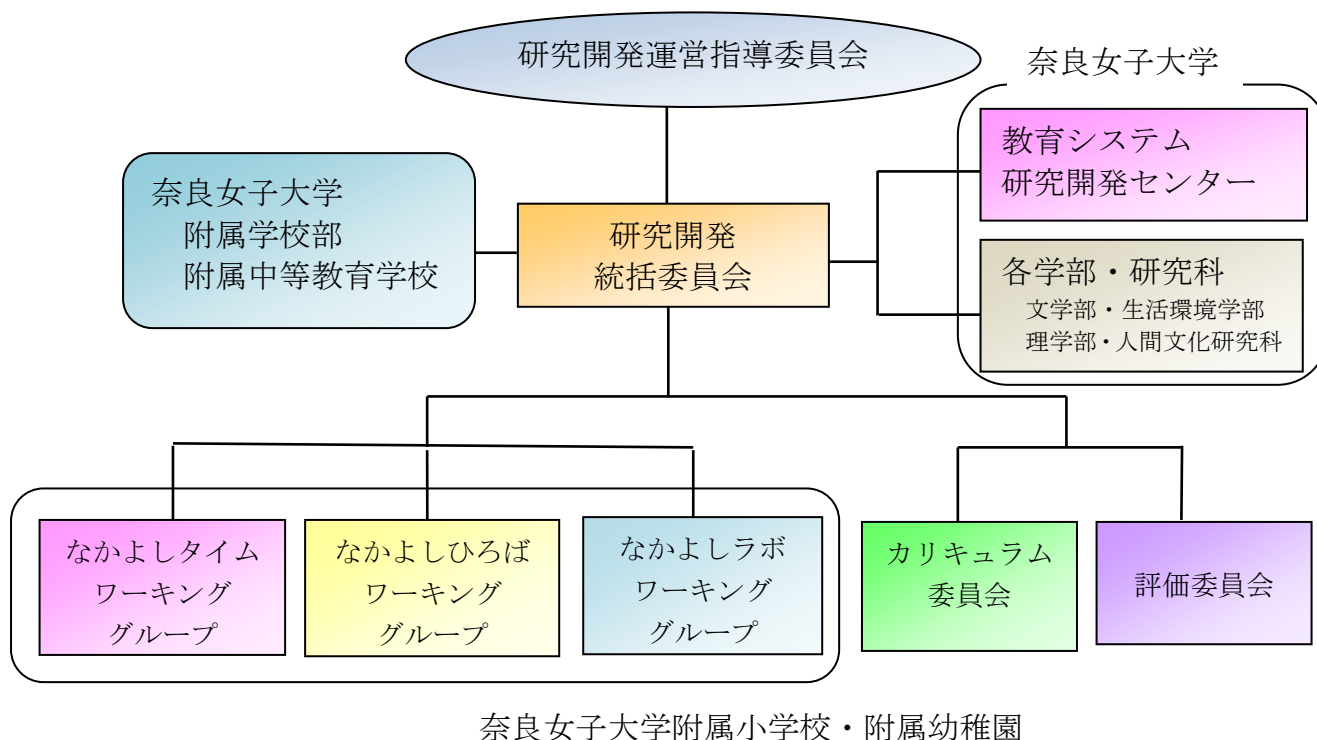 研究開発運営指導委員会
奈良女子大学
教育システム
研究開発センター
奈良女子大学
附属学校部
附属中等教育学校
研究開発
統括委員会
各学部・研究科
文学部・生活環境学部
理学部・人間文化研究科
なかよしタイム
ワーキング
グループ
なかよしひろば
ワーキング
グループ
なかよしラボ
ワーキング
グループ
カリキュラム
委員会
評価委員会
奈良女子大学附属小学校・附属幼稚園